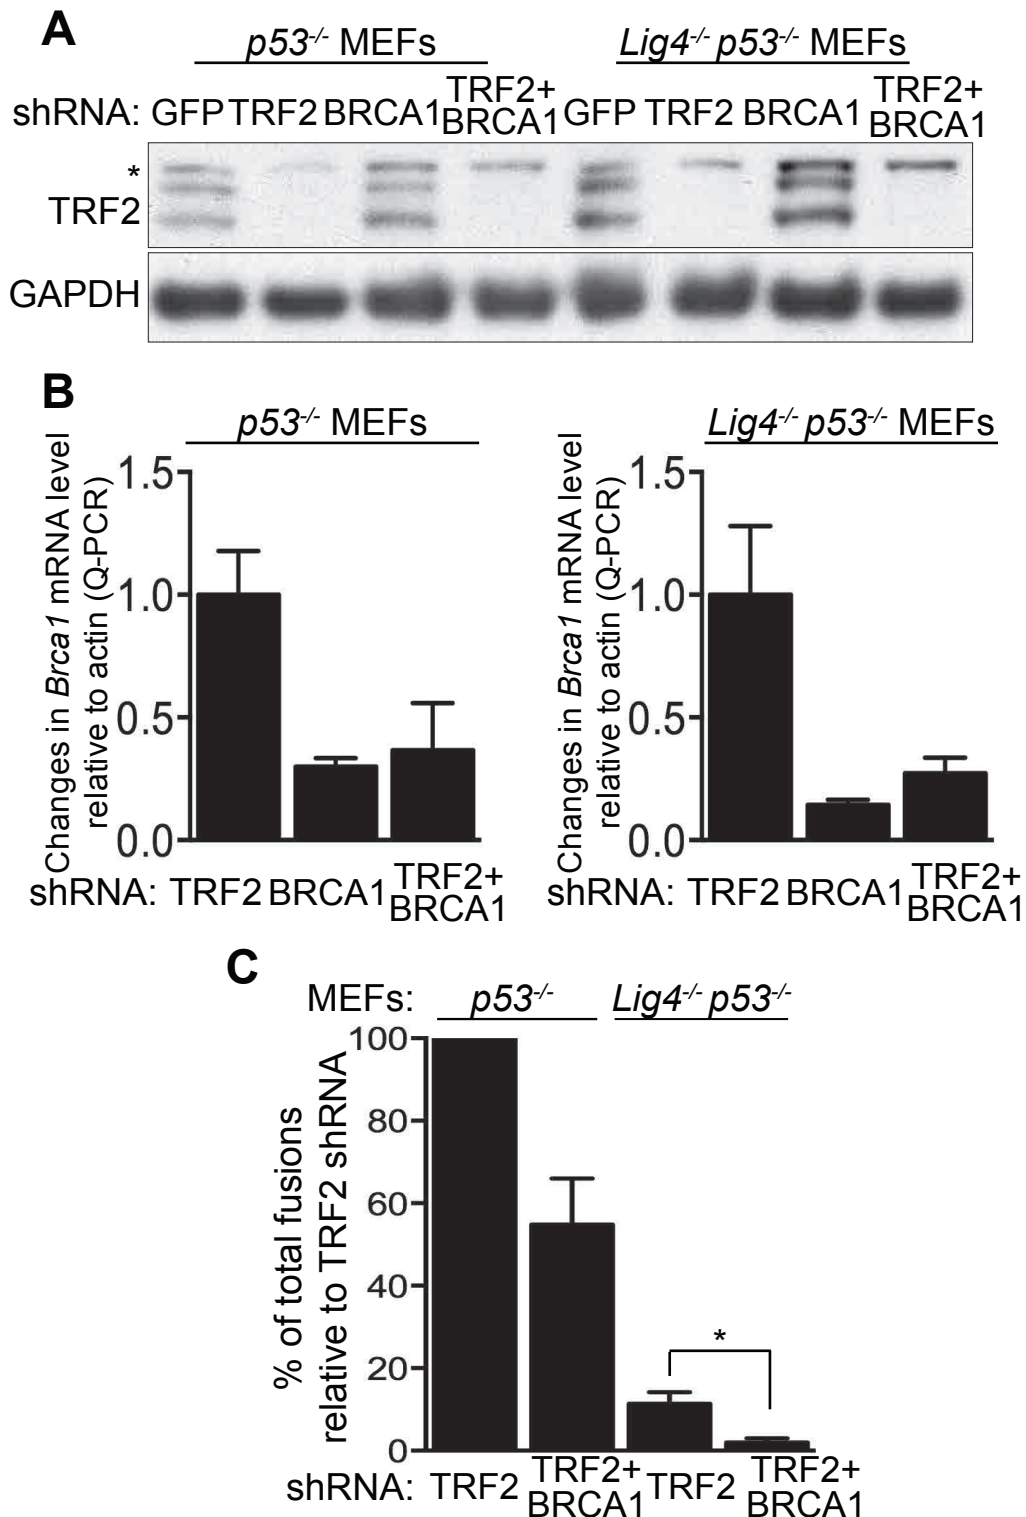 A
p53-/- MEFs Lig4-/- p53-/- MEFs
shRNA: GFP TRF2 BRCA1 TRF2+ BRCA1 GFP TRF2 BRCA1 TRF2+ BRCA1
*
TRF2
GAPDH
B
p53-/- MEFs
Changes in Brca1 mRNA level
relative to actin (Q-PCR)
1.5
1.0
0.5
0.0
shRNA: TRF2 BRCA1 TRF2+ BRCA1
Lig4-/- p53-/- MEFs
Changes in Brca1 mRNA level
relative to actin (Q-PCR)
1.5
1.0
0.5
0.0
shRNA: TRF2 BRCA1 TRF2+ BRCA1
C
MEFs: p53-/- Lig4-/- p53-/-
% of total fusions
relative to TRF2 shRNA
100
80
60
40
20
0
*
shRNA: TRF2 TRF2+ BRCA1 TRF2 TRF2+ BRCA1